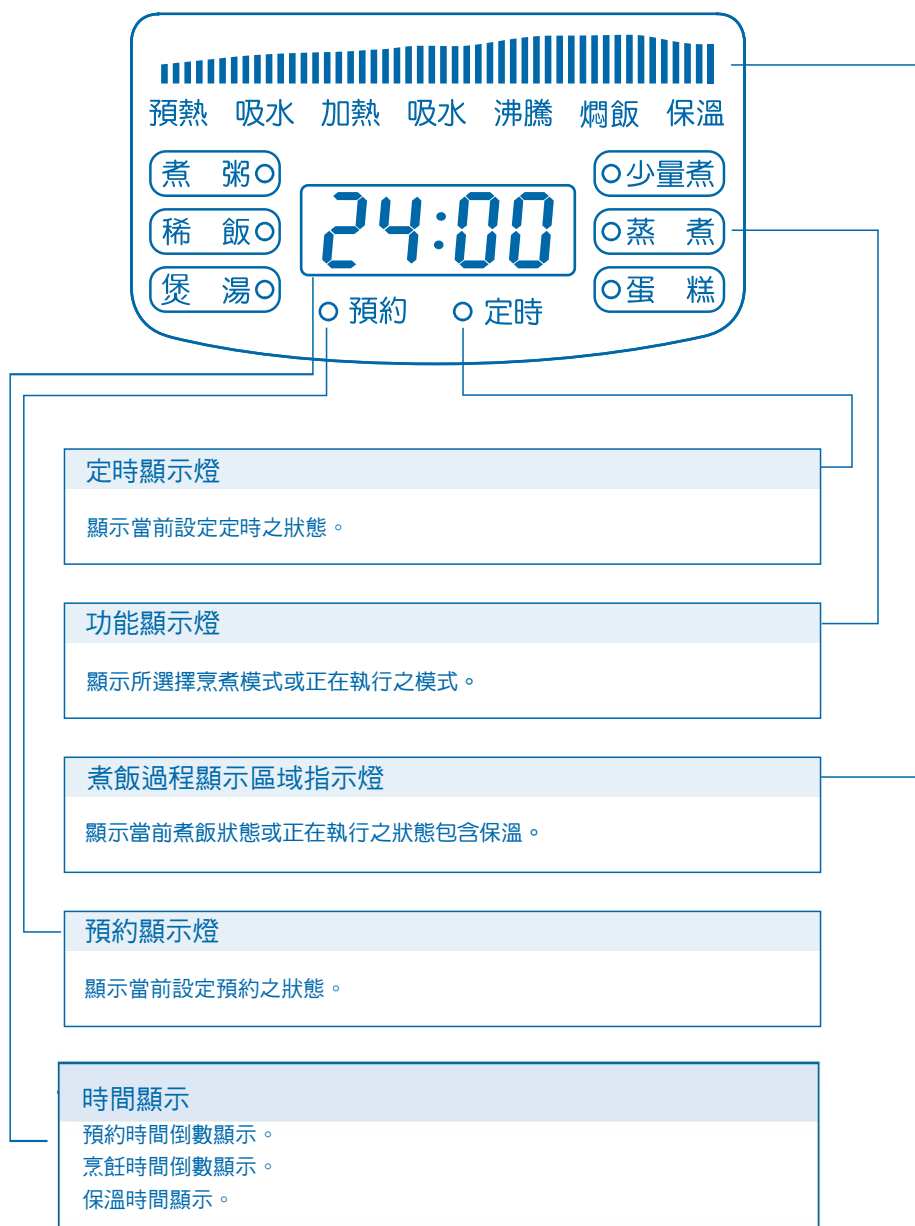 預熱 吸水 加熱 吸水 沸騰 燜飯 保溫
煮 粥 少量煮
24:00
稀 飯 蒸 煮
煲 湯 蛋 糕
預約 定時
定時顯示燈
顯示當前設定定時之狀態。
功能顯示燈
顯示所選擇烹煮模式或正在執行之模式。
煮飯過程顯示區域指示燈
顯示當前煮飯狀態或正在執行之狀態包含保溫。
預約顯示燈
顯示當前設定預約之狀態。
時間顯示
預約時間倒數顯示。
烹飪時間倒數顯示。
保溫時間顯示。